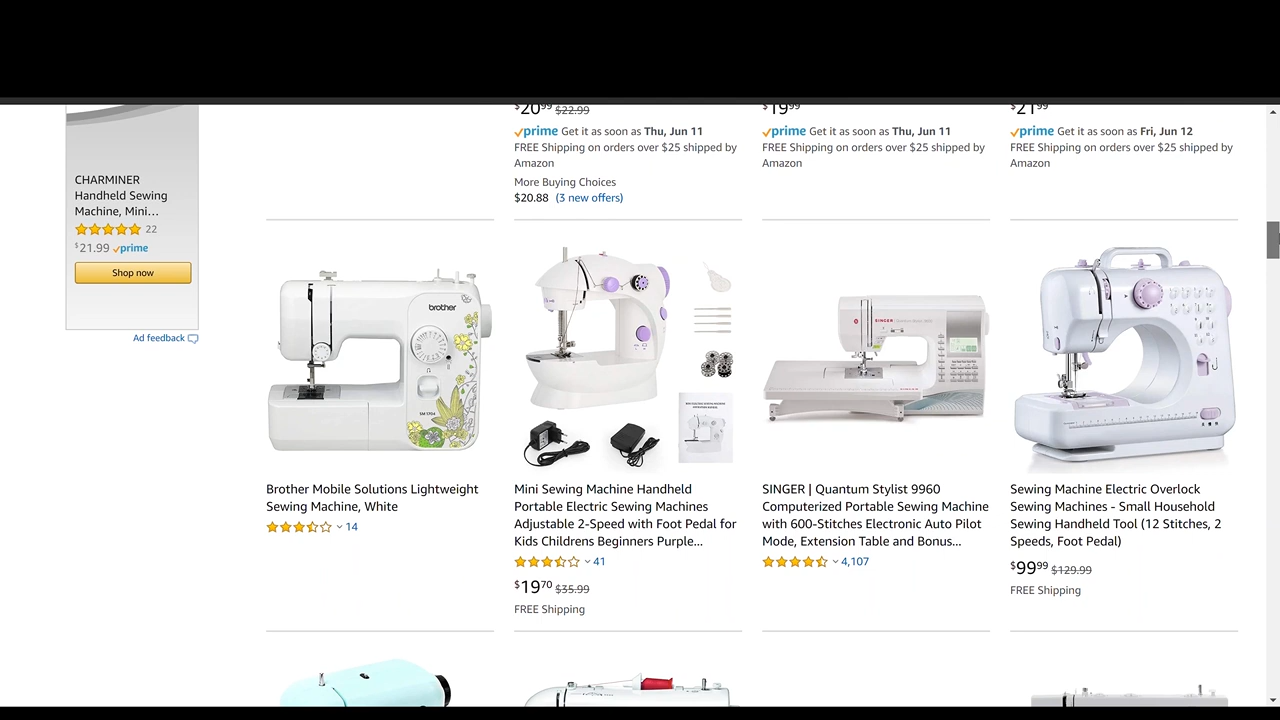 $20 99 $22.99
$19 99
$21 99
prime Get it as soon as Thu, Jun 11
FREE Shipping on orders over $25 shipped by
Amazon
More Buying Choices
$20.88 (3 new offers)
prime Get it as soon as Thu, Jun 11
FREE Shipping on orders over $25 shipped by
Amazon
prime Get it as soon as Fri, Jun 12
FREE Shipping on orders over $25 shipped by
Amazon
CHARMINER
Handheld Sewing
Machine, Mini...
22
$21.99 prime
Shop now
Ad feedback
brother
SM1704
SINGER
Brother Mobile Solutions Lightweight
Sewing Machine, White
14
Mini Sewing Machine Handheld
Portable Electric Sewing Machines
Adjustable 2-Speed with Foot Pedal for
Kids Childrens Beginners Purple...
41
$19 70 $35.99
FREE Shipping
SINGER | Quantum Stylist 9960
Computerized Portable Sewing Machine
with 600-Stitches Electronic Auto Pilot
Mode, Extension Table and Bonus...
4,107
Sewing Machine Electric Overlock
Sewing Machines - Small Household
Sewing Handheld Tool (12 Stitches, 2
Speeds, Foot Pedal)
$99 99 $129.99
FREE Shipping